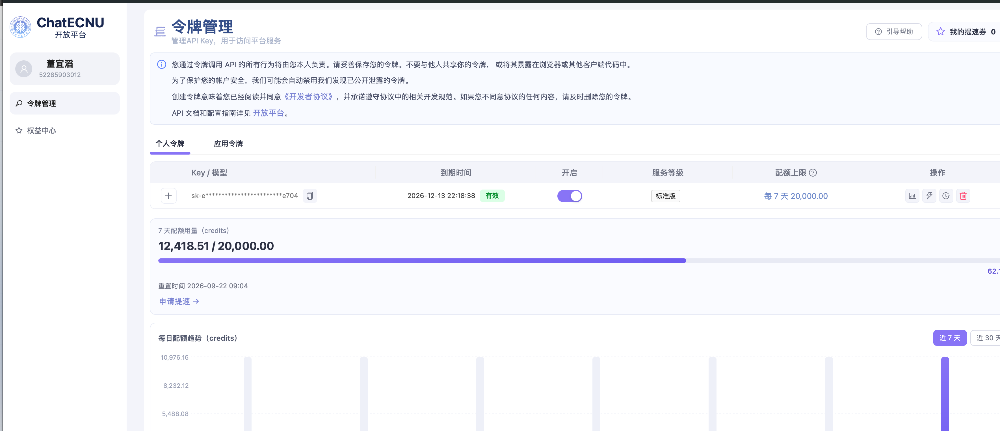 ChatECNU
开放平台
董宜滔
52285903012
令牌管理
权益中心
令牌管理
管理API Key，用于访问平台服务
引导帮助
我的提速券 0
您通过令牌调用 API 的所有行为将由您本人负责。请妥善保存您的令牌。不要与他人共享你的令牌， 或将其暴露在浏览器或其他客户端代码中。
为了保护您的帐户安全，我们可能会自动禁用我们发现已公开泄露的令牌。
创建令牌意味着您已经阅读并同意《开发者协议》，并承诺遵守协议中的相关开发规范。如果您不同意协议的任何内容，请及时删除您的令牌。
API 文档和配置指南详见 开放平台。
个人令牌 应用令牌
Key / 模型 到期时间 开启 服务等级 配额上限 操作
sk-e************************e704 2026-12-13 22:18:38 有效 标准版 每 7 天 20,000.00
7 天配额用量（credits）
12,418.51 / 20,000.00
62.1
重置时间 2026-09-22 09:04
申请提速 →
每日配额趋势（credits）
近 7 天 近 30 天
10,976.16
8,232.12
5,488.08